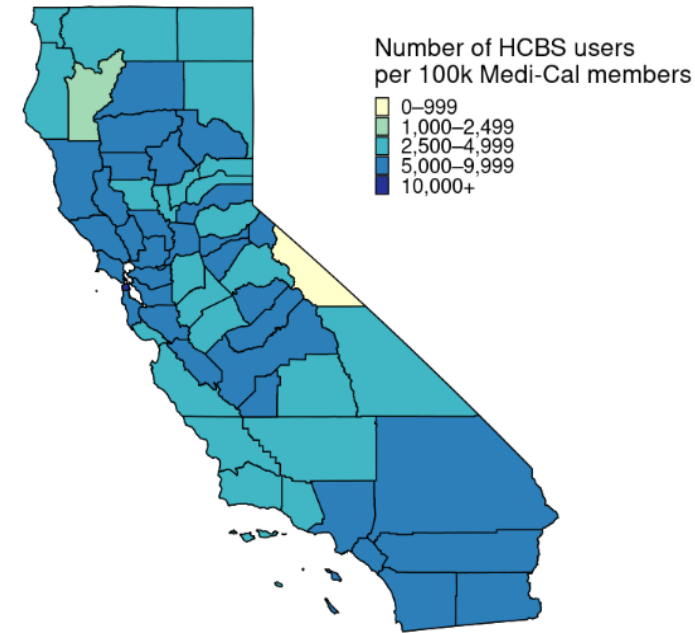 Number of HCBS users
per 100k Medi-Cal members
0–999
1,000–2,499
2,500–4,999
5,000–9,999
10,000+